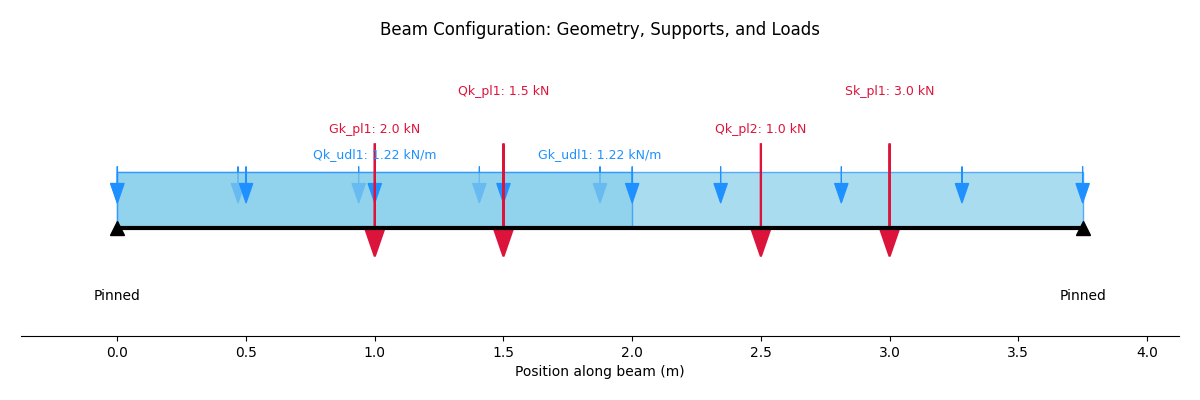 Beam Configuration: Geometry, Supports, and Loads
Qk_pl1: 1.5 kN
Sk_pl1: 3.0 kN
Gk_pl1: 2.0 kN
Qk_pl2: 1.0 kN
Qk_udl1: 1.22 kN/m
Gk_udl1: 1.22 kN/m
Pinned
Pinned
0.0 0.5 1.0 1.5 2.0 2.5 3.0 3.5 4.0
Position along beam (m)